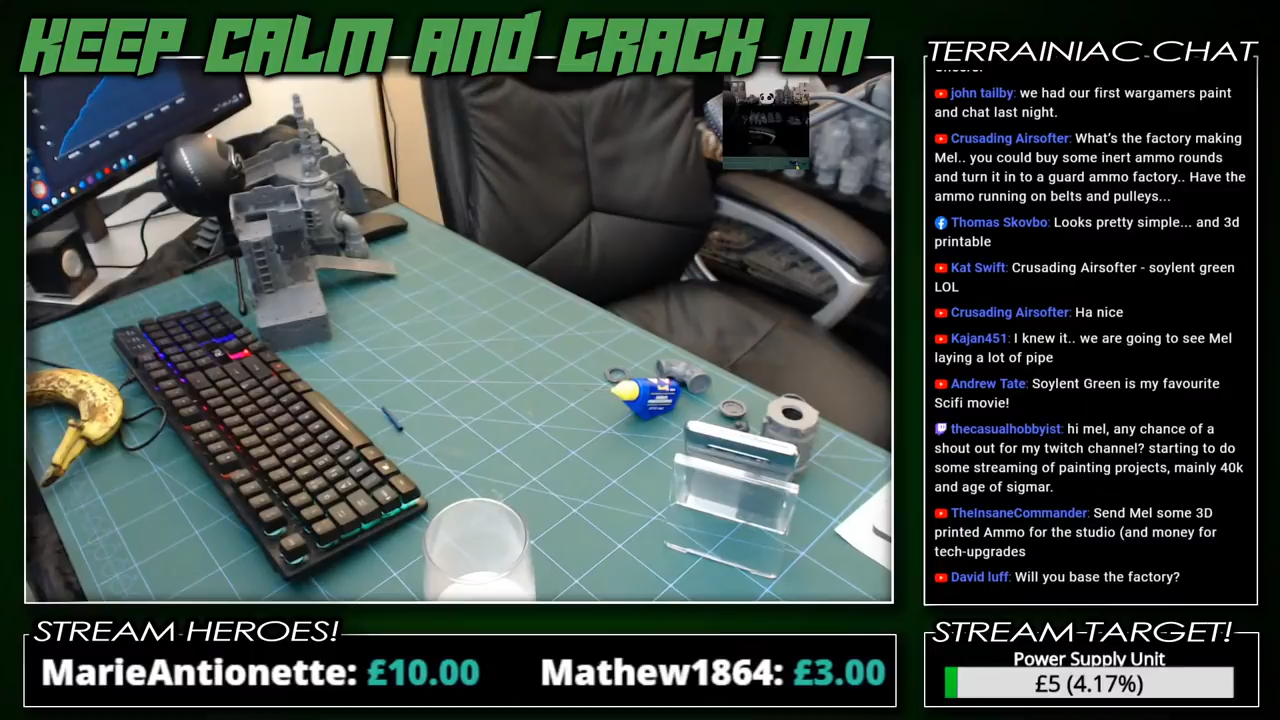 KEEP CALM AND CRACK ON
TERRAINIAC CHAT
john tailby: we had our first wargamers paint
and chat last night.
Crusading Airsofter: What's the factory making
Mel.. you could buy some inert ammo rounds
and turn it in to a guard ammo factory.. Have the
ammo running on belts and pulleys...
Thomas Skovbo: Looks pretty simple... and 3d
printable
Kat Swift: Crusading Airsofter - soylent green
LOL
Crusading Airsofter: Ha nice
Kajan451: I knew it.. we are going to see Mel
laying a lot of pipe
Andrew Tate: Soylent Green is my favourite
Scifi movie!
thecasualhobbyist: hi mel, any chance of a
shout out for my twitch channel? starting to do
some streaming of painting projects, mainly 40k
and age of sigmar.
TheInsaneCommander: Send Mel some 3D
printed Ammo for the studio (and money for
tech-upgrades
David luff: Will you base the factory?
STREAM HEROES!
MarieAntionette: £10.00 Mathew1864: £3.00
STREAM TARGET!
Power Supply Unit
£5 (4.17%)